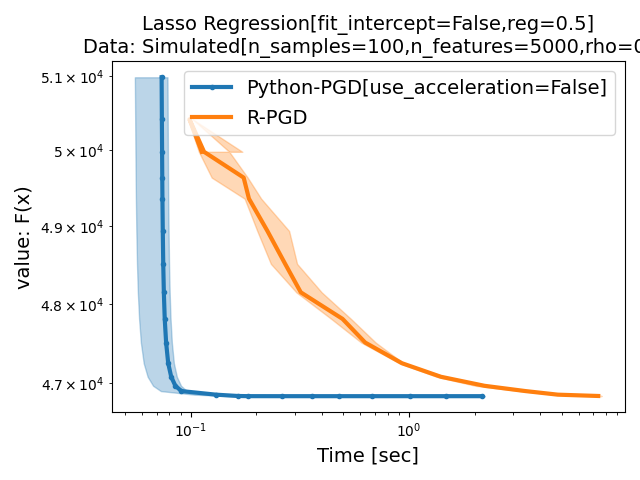 Lasso Regression[fit_intercept=False,reg=0.5]
Data: Simulated[n_samples=100,n_features=5000,rho=0
Python-PGD[use_acceleration=False]
R-PGD
value: F(x)
5.1 × 10⁴
5 × 10⁴
4.9 × 10⁴
4.8 × 10⁴
4.7 × 10⁴
10⁻¹
10⁰
Time [sec]